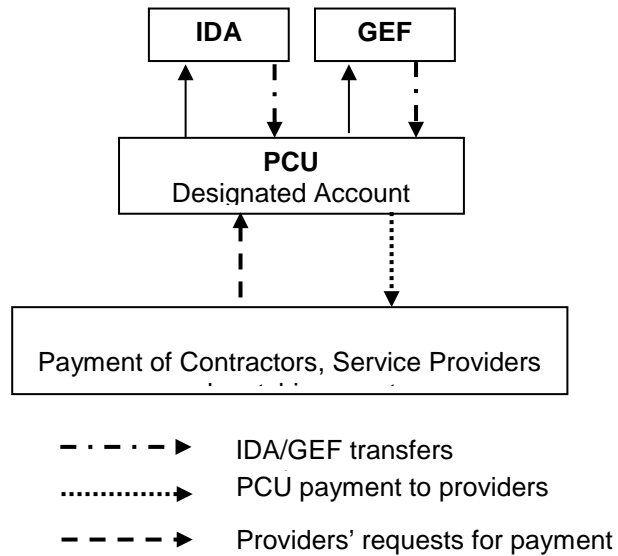 IDA
GEF
PCU
Designated Account
Payment of Contractors, Service Providers
IDA/GEF transfers
PCU payment to providers
Providers' requests for payment